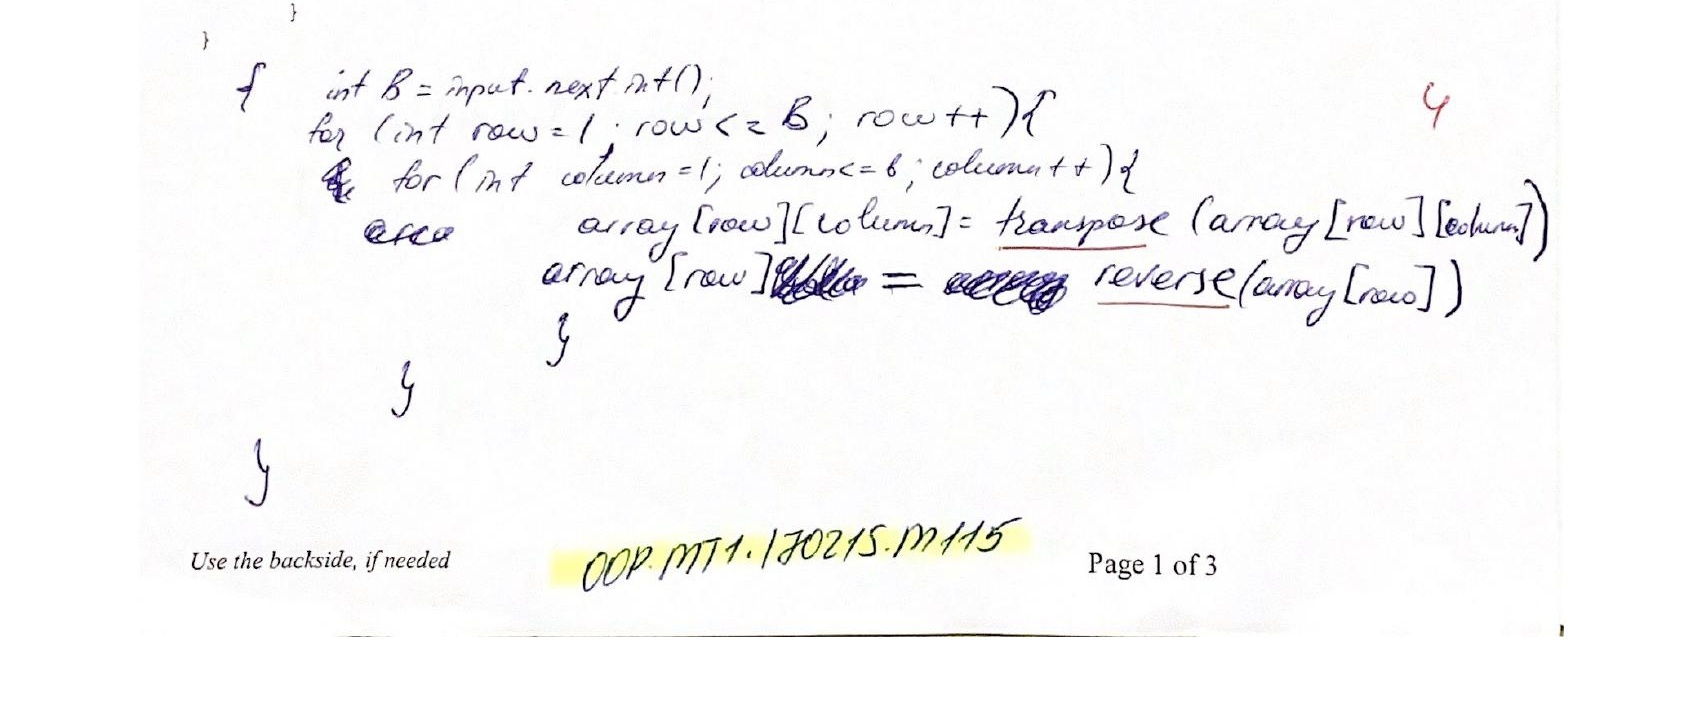 }
}
{ int B = input.next int();
for (int row = 1; row <= B; row++){
for (int column = 1; column <= B; column++){
array [row][column] = transpose (array [row][column])
array [row] = reverse(array [row])
}
}
}
4
Use the backside, if needed
OOP.MT1.170215.M115
Page 1 of 3